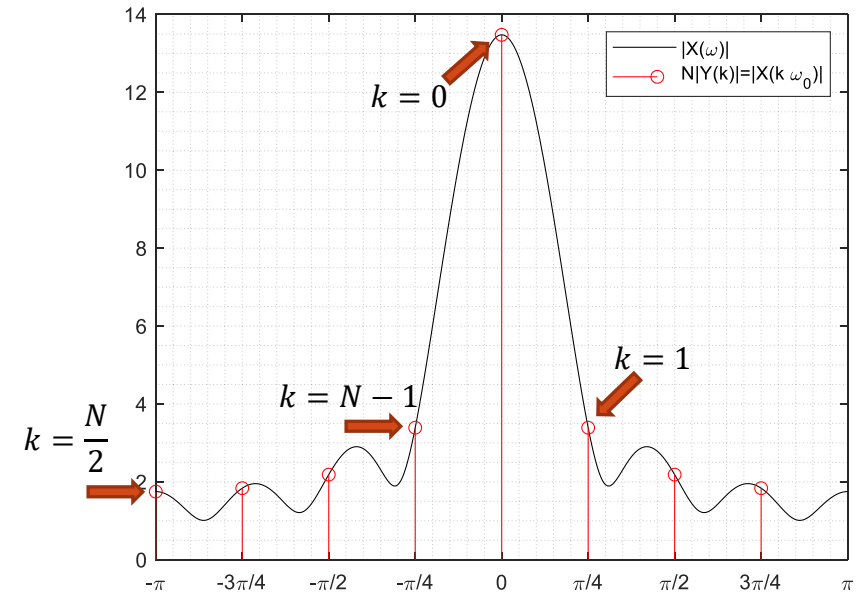 14
12
10
8
6
4
2
0
-π
-3π/4
-π/2
-π/4
0
π/4
π/2
3π/4
π
|X(ω)|
N|Y(k)|=|X(k ω₀)|
k = 0
k = 1
k = N − 1
k = N/2